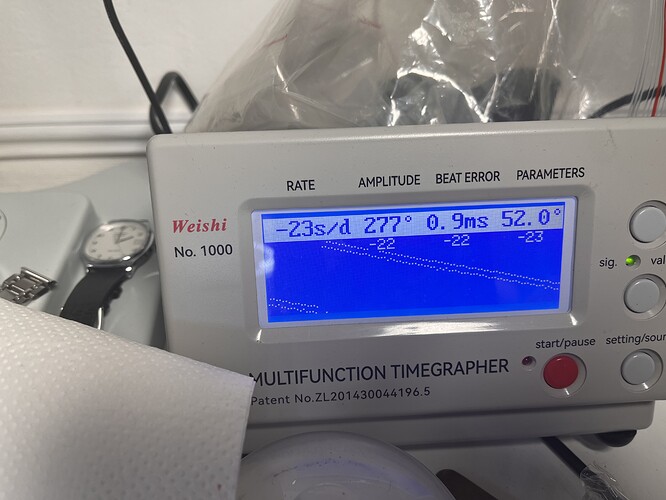 RATE AMPLITUDE BEAT ERROR PARAMETERS
Weishi
No. 1000
-23s/d 277° 0.9ms 52.0°
-22 -22 -23
sig. val
start/pause setting/soun
MULTIFUNCTION TIMEGRAPHER
Patent No.ZL201430044196.5